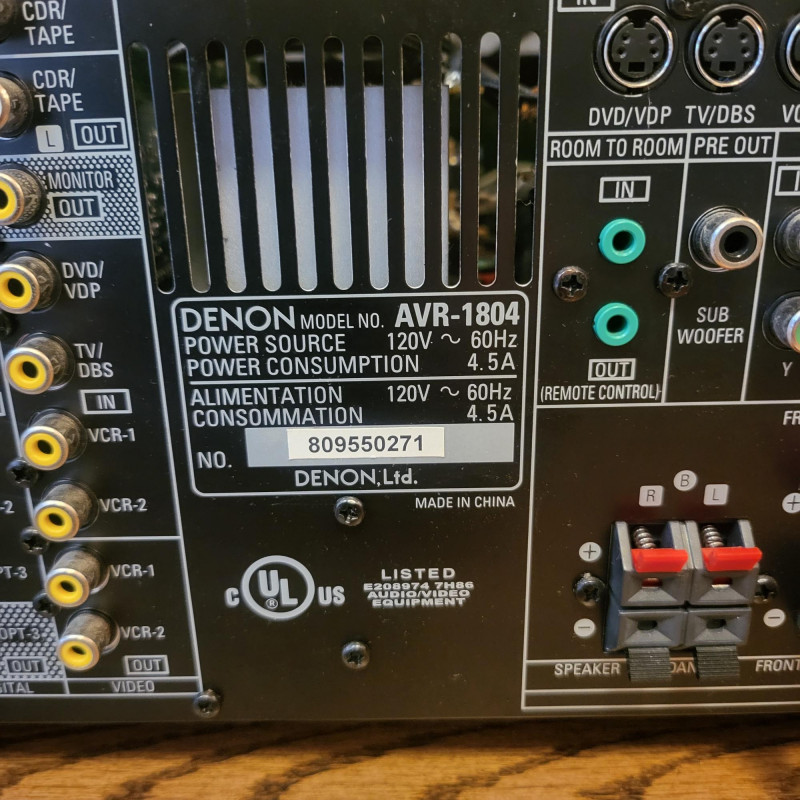 CDR/
TAPE
CDR/
TAPE
L OUT
MONITOR
OUT
DVD/
VDP
TV/
DBS
IN
VCR-1
VCR-2
VCR-1
VCR-2
OUT
VIDEO
OPT-3
OUT
IN
DVD/VDP TV/DBS
ROOM TO ROOM PRE OUT
IN
SUB
WOOFER
OUT
(REMOTE CONTROL)
Y
DENON MODEL NO. AVR-1804
POWER SOURCE 120V ~ 60Hz
POWER CONSUMPTION 4.5A
ALIMENTATION 120V ~ 60Hz
CONSOMMATION 4.5A
NO. 809550271
DENON, Ltd.
MADE IN CHINA
C UL® US
LISTED
E208974 7H86
AUDIO/VIDEO
EQUIPMENT
R B L
+
−
−
+
SPEAKER
FRONT